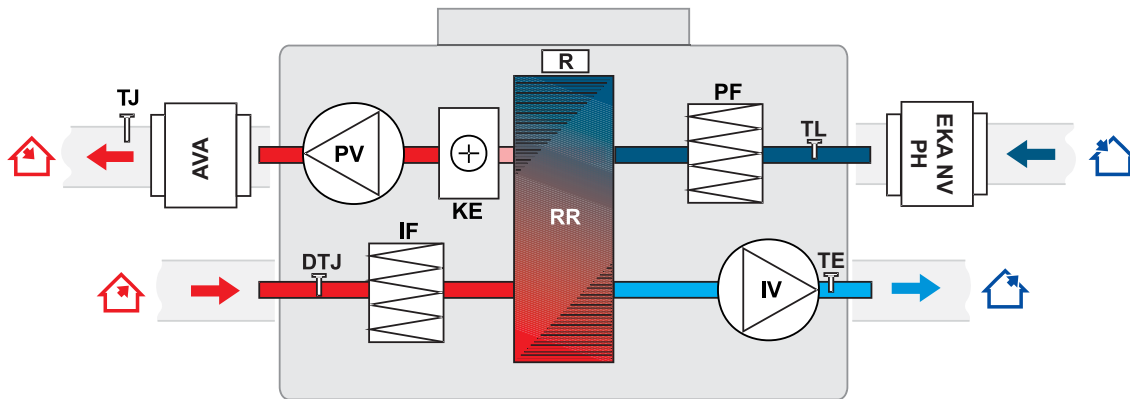 R
TJ
PF
AVA
PV
KE
TL
EKA NV
PH
RR
IF
DTJ
IV
TE